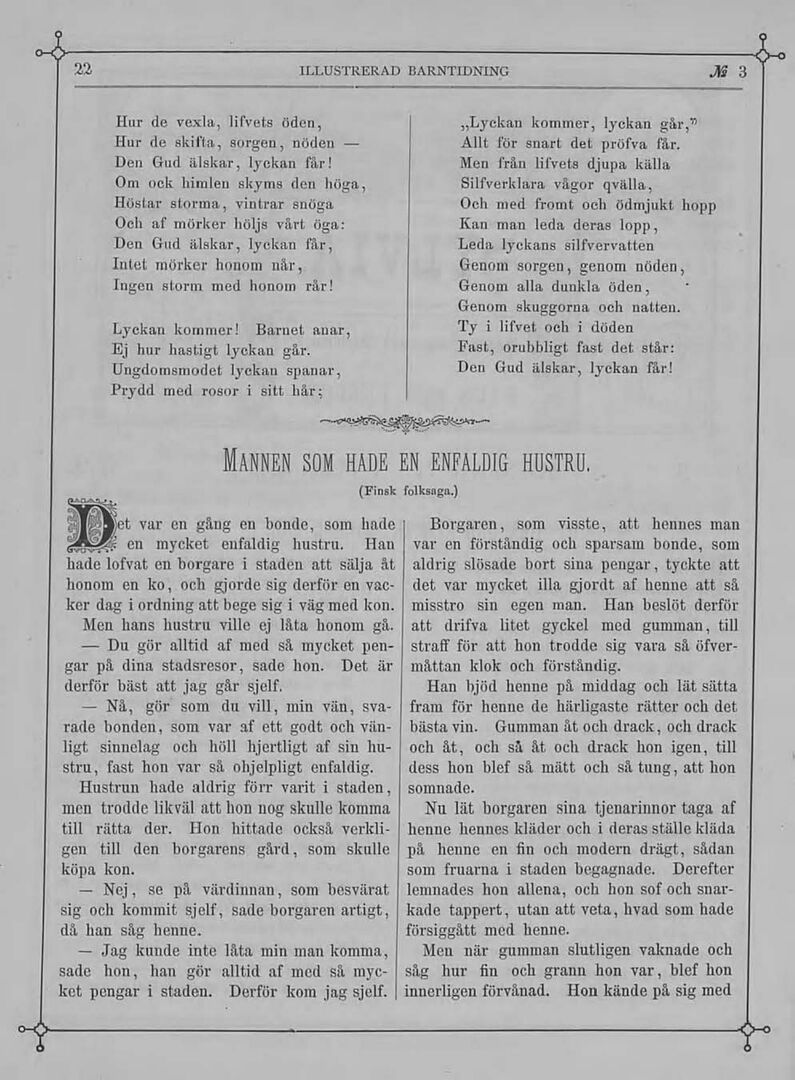 22
ILLUSTRERAD BARNTIDNING
№ 3
Hur de vexla, lifvets öden,
Hur de skifta, sorgen, nöden —
Den Gud älskar, lyckan får!
Om ock himlen skyms den höga,
Höstar storma, vintrar snöga
Och af mörker höljs vårt öga:
Den Gud älskar, lyckan får,
Intet mörker honom når,
Ingen storm med honom rår!
Lyckan kommer! Barnet anar,
Ej hur hastigt lyckan går.
Ungdomsmodet lyckan spanar,
Prydd med rosor i sitt hår;
„Lyckan kommer, lyckan går,”
Allt för snart det pröfva får.
Men från lifvets djupa källa
Silfverklara vågor qvälla,
Och med fromt och ödmjukt hopp
Kan man leda deras lopp,
Leda lyckans silfvervatten
Genom sorgen, genom nöden,
Genom alla dunkla öden,
Genom skuggorna och natten.
Ty i lifvet och i döden
Fast, orubbligt fast det står:
Den Gud älskar, lyckan får!
MANNEN SOM HADE EN ENFALDIG HUSTRU.
(Finsk folksaga.)
Det var en gång en bonde, som hade
en mycket enfaldig hustru. Han
hade lofvat en borgare i staden att sälja åt
honom en ko, och gjorde sig derför en vac-
ker dag i ordning att bege sig i väg med kon.
Men hans hustru ville ej låta honom gå.
— Du gör alltid af med så mycket pen-
gar på dina stadsresor, sade hon. Det är
derför bäst att jag går sjelf.
— Nå, gör som du vill, min vän, sva-
rade bonden, som var af ett godt och vän-
ligt sinnelag och höll hjertligt af sin hu-
stru, fast hon var så ohjelpligt enfaldig.
Hustrun hade aldrig förr varit i staden,
men trodde likväl att hon nog skulle komma
till rätta der. Hon hittade också verkli-
gen till den borgarens gård, som skulle
köpa kon.
— Nej, se på värdinnan, som besvärat
sig och kommit sjelf, sade borgaren artigt,
då han såg henne.
— Jag kunde inte låta min man komma,
sade hon, han gör alltid af med så myc-
ket pengar i staden. Derför kom jag sjelf.
Borgaren, som visste, att hennes man
var en förståndig och sparsam bonde, som
aldrig slösade bort sina pengar, tyckte att
det var mycket illa gjordt af henne att så
misstro sin egen man. Han beslöt derför
att drifva litet gyckel med gumman, till
straff för att hon trodde sig vara så öfver-
måttan klok och förståndig.
Han bjöd henne på middag och lät sätta
fram för henne de härligaste rätter och det
bästa vin. Gumman åt och drack, och drack
och åt, och så åt och drack hon igen, till
dess hon blef så mätt och så tung, att hon
somnade.
Nu lät borgaren sina tjenarinnor taga af
henne hennes kläder och i deras ställe kläda
på henne en fin och modern drägt, sådan
som fruarna i staden begagnade. Derefter
lemnades hon allena, och hon sof och snar-
kade tappert, utan att veta, hvad som hade
försiggått med henne.
Men när gumman slutligen vaknade och
såg hur fin och grann hon var, blef hon
innerligen förvånad. Hon kände på sig med